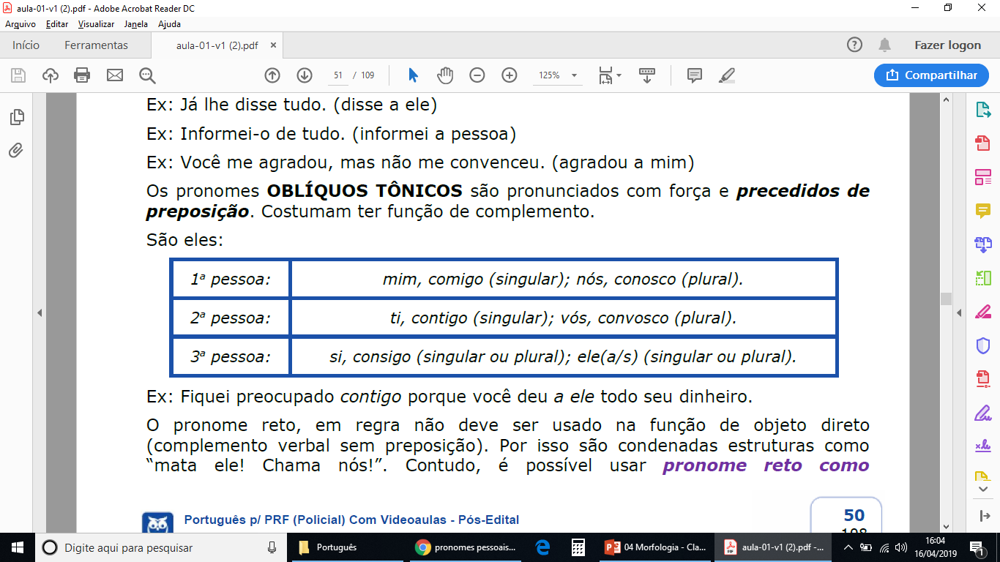 aula-01-v1 (2).pdf - Adobe Acrobat Reader DC
Arquivo Editar Visualizar Janela Ajuda
Início Ferramentas aula-01-v1 (2).pdf × Fazer logon
51 / 109 125% Compartilhar
Ex: Já lhe disse tudo. (disse a ele)
Ex: Informei-o de tudo. (informei a pessoa)
Ex: Você me agradou, mas não me convenceu. (agradou a mim)
Os pronomes OBLÍQUOS TÔNICOS são pronunciados com força e precedidos de
preposição. Costumam ter função de complemento.
São eles:
1ª pessoa: mim, comigo (singular); nós, conosco (plural).
2ª pessoa: ti, contigo (singular); vós, convosco (plural).
3ª pessoa: si, consigo (singular ou plural); ele(a/s) (singular ou plural).
Ex: Fiquei preocupado contigo porque você deu a ele todo seu dinheiro.
O pronome reto, em regra não deve ser usado na função de objeto direto
(complemento verbal sem preposição). Por isso são condenadas estruturas como
“mata ele! Chama nós!”. Contudo, é possível usar pronome reto como
Português p/ PRF (Policial) Com Videoaulas - Pós-Edital
50
108
Digite aqui para pesquisar Português pronomes pessoais... 04 Morfologia - Cla... aula-01-v1 (2).pdf -... 16:04
16/04/2019 1